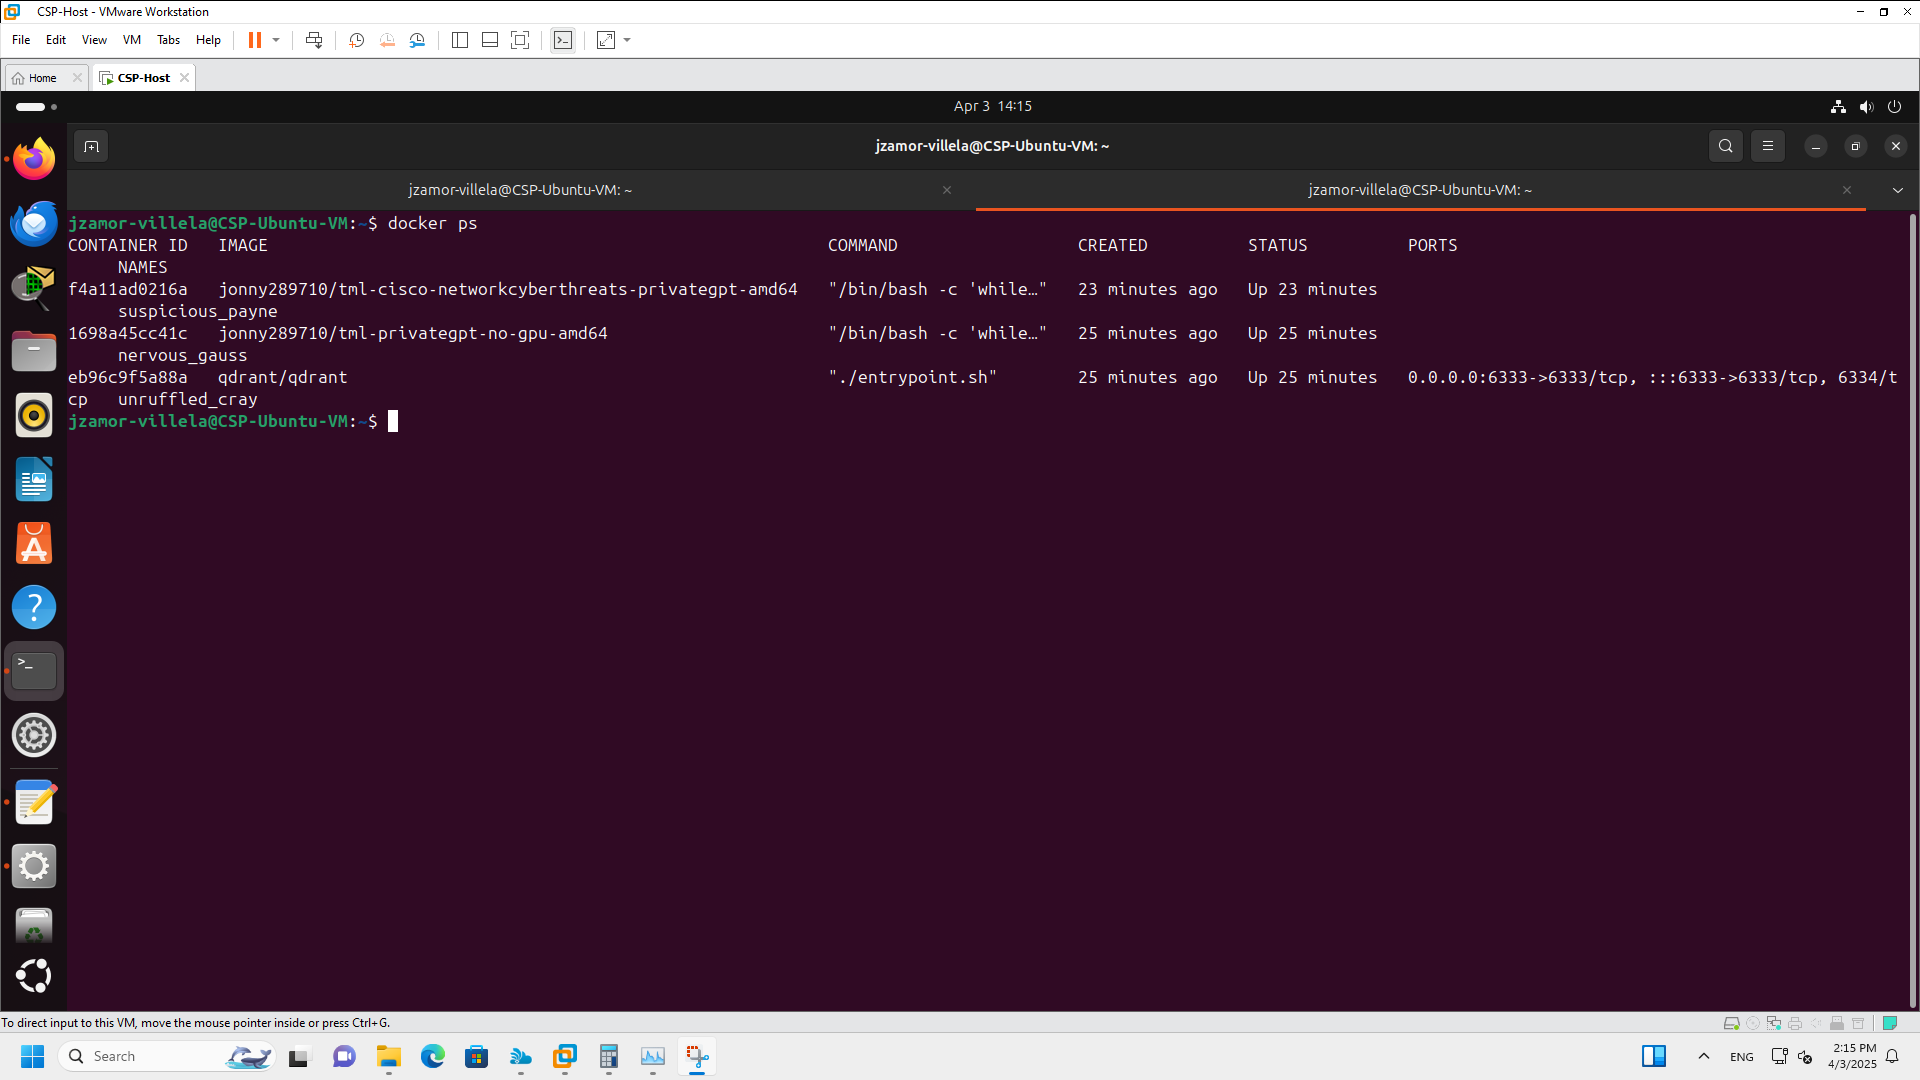 CSP-Host - VMware Workstation
File Edit View VM Tabs Help
Home CSP-Host
Apr 3 14:15
jzamor-villela@CSP-Ubuntu-VM: ~
jzamor-villela@CSP-Ubuntu-VM: ~ jzamor-villela@CSP-Ubuntu-VM: ~
jzamor-villela@CSP-Ubuntu-VM:~$ docker ps
CONTAINER ID IMAGE COMMAND CREATED STATUS PORTS
NAMES
f4a11ad0216a jonny289710/tml-cisco-networkcyberthreats-privategpt-amd64 "/bin/bash -c 'while…" 23 minutes ago Up 23 minutes
suspicious_payne
1698a45cc41c jonny289710/tml-privategpt-no-gpu-amd64 "/bin/bash -c 'while…" 25 minutes ago Up 25 minutes
nervous_gauss
eb96c9f5a88a qdrant/qdrant "./entrypoint.sh" 25 minutes ago Up 25 minutes 0.0.0.0:6333->6333/tcp, :::6333->6333/tcp, 6334/t
cp unruffled_cray
jzamor-villela@CSP-Ubuntu-VM:~$
To direct input to this VM, move the mouse pointer inside or press Ctrl+G.
Search
ENG
2:15 PM
4/3/2025